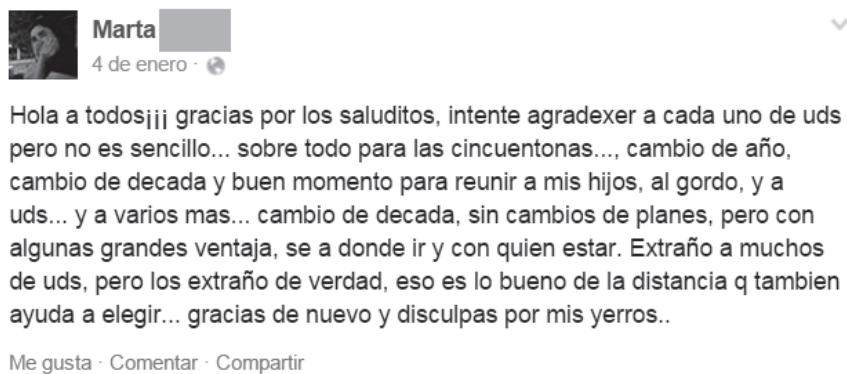 Marta
4 de enero ·
Hola a todos¡¡¡ gracias por los saluditos, intente agradexer a cada uno de uds
pero no es sencillo... sobre todo para las cincuentonas..., cambio de año,
cambio de decada y buen momento para reunir a mis hijos, al gordo, y a
uds... y a varios mas... cambio de decada, sin cambios de planes, pero con
algunas grandes ventaja, se a donde ir y con quien estar. Extraño a muchos
de uds, pero los extraño de verdad, eso es lo bueno de la distancia q tambien
ayuda a elegir... gracias de nuevo y disculpas por mis yerros..
Me gusta · Comentar · Compartir